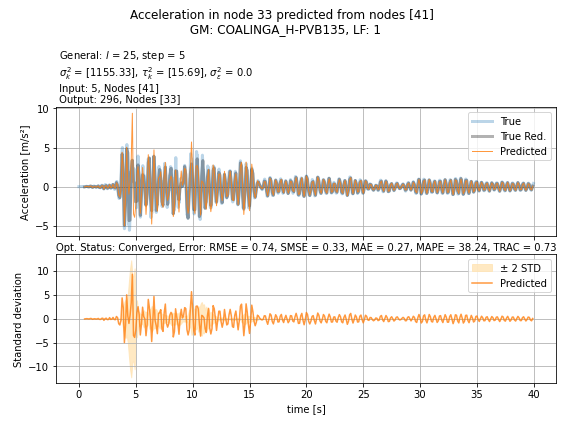 Acceleration in node 33 predicted from nodes [41]
GM: COALINGA_H-PVB135, LF: 1
General: l = 25, step = 5
σ²ₖ = [1155.33], τ²ₖ = [15.69], σ²ε = 0.0
Input: 5, Nodes [41]
Output: 296, Nodes [33]
10
5
0
−5
Acceleration [m/s²]
True
True Red.
Predicted
Opt. Status: Converged, Error: RMSE = 0.74, SMSE = 0.33, MAE = 0.27, MAPE = 38.24, TRAC = 0.73
10
5
0
−5
−10
Standard deviation
± 2 STD
Predicted
0 5 10 15 20 25 30 35 40
time [s]